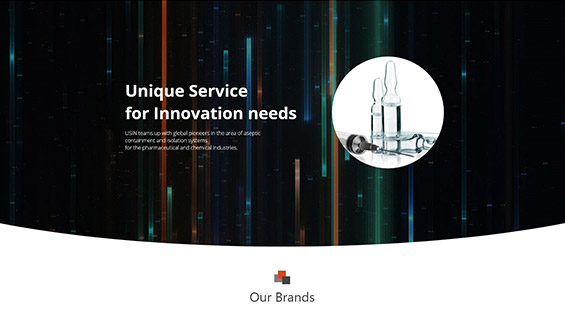 Unique Service
for Innovation needs
USIN teams up with global pioneers in the area of aseptic
containment and isolation systems
for the pharmaceutical and chemical industries.
Our Brands